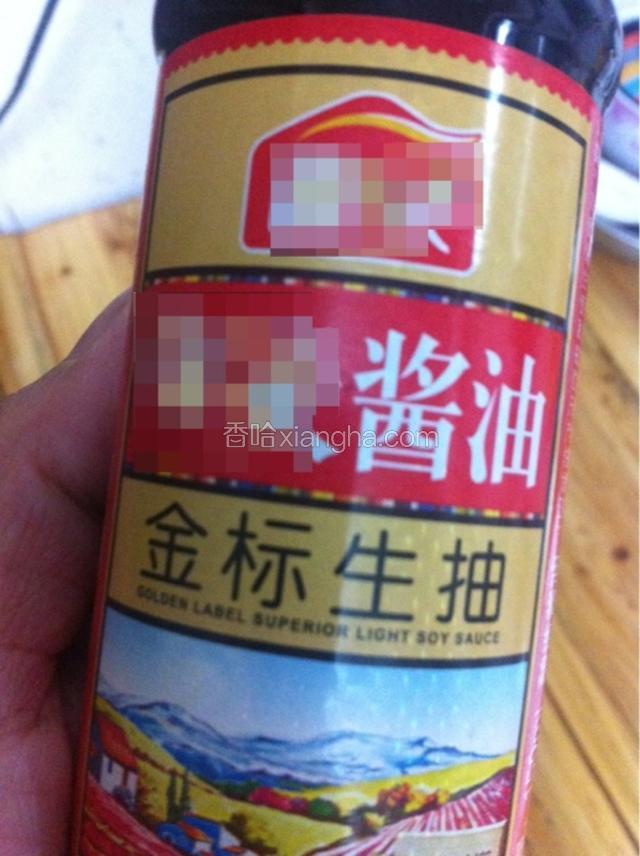 酱油
香哈xiangha.com
金标生抽
GOLDEN LABEL SUPERIOR LIGHT SOY SAUCE